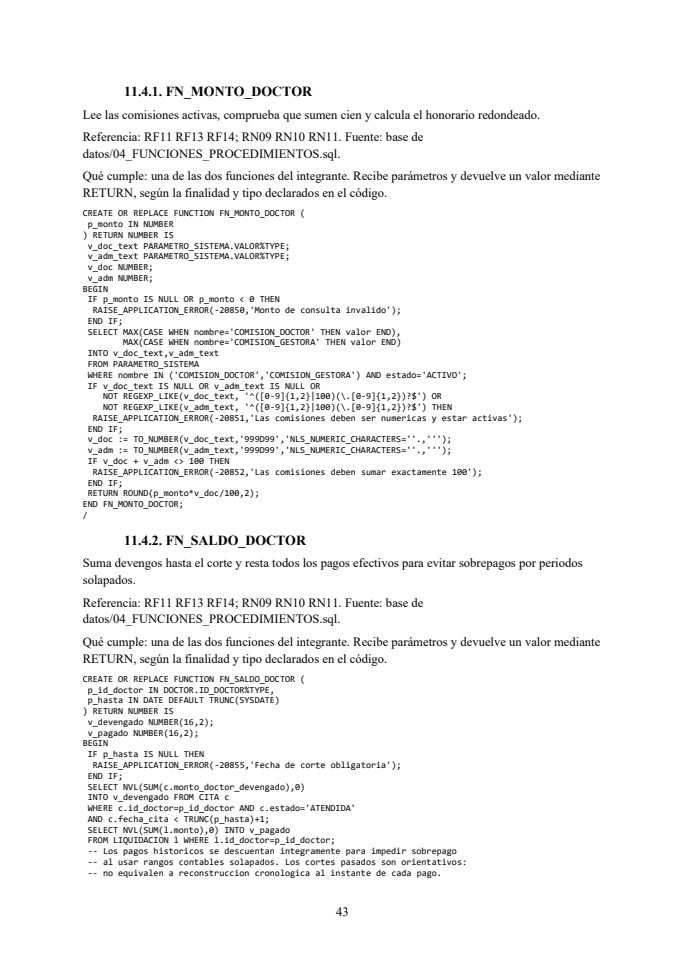 11.4.1. FN_MONTO_DOCTOR
Lee las comisiones activas, comprueba que sumen cien y calcula el honorario redondeado.
Referencia: RF11 RF13 RF14; RN09 RN10 RN11. Fuente: base de
datos/04_FUNCIONES_PROCEDIMIENTOS.sql.
Qué cumple: una de las dos funciones del integrante. Recibe parámetros y devuelve un valor mediante
RETURN, según la finalidad y tipo declarados en el código.
CREATE OR REPLACE FUNCTION FN_MONTO_DOCTOR (
p_monto IN NUMBER
) RETURN NUMBER IS
v_doc_text PARAMETRO_SISTEMA.VALOR%TYPE;
v_adm_text PARAMETRO_SISTEMA.VALOR%TYPE;
v_doc NUMBER;
v_adm NUMBER;
BEGIN
IF p_monto IS NULL OR p_monto < 0 THEN
RAISE_APPLICATION_ERROR(-20850,'Monto de consulta invalido');
END IF;
SELECT MAX(CASE WHEN nombre='COMISION_DOCTOR' THEN valor END),
MAX(CASE WHEN nombre='COMISION_GESTORA' THEN valor END)
INTO v_doc_text,v_adm_text
FROM PARAMETRO_SISTEMA
WHERE nombre IN ('COMISION_DOCTOR','COMISION_GESTORA') AND estado='ACTIVO';
IF v_doc_text IS NULL OR v_adm_text IS NULL OR
NOT REGEXP_LIKE(v_doc_text, '^([0-9]{1,2}|100)(\.[0-9]{1,2})?$') OR
NOT REGEXP_LIKE(v_adm_text, '^([0-9]{1,2}|100)(\.[0-9]{1,2})?$') THEN
RAISE_APPLICATION_ERROR(-20851,'Las comisiones deben ser numericas y estar activas');
END IF;
v_doc := TO_NUMBER(v_doc_text,'999D99','NLS_NUMERIC_CHARACTERS=''.,''');
v_adm := TO_NUMBER(v_adm_text,'999D99','NLS_NUMERIC_CHARACTERS=''.,''');
IF v_doc + v_adm <> 100 THEN
RAISE_APPLICATION_ERROR(-20852,'Las comisiones deben sumar exactamente 100');
END IF;
RETURN ROUND(p_monto*v_doc/100,2);
END FN_MONTO_DOCTOR;
/
11.4.2. FN_SALDO_DOCTOR
Suma devengos hasta el corte y resta todos los pagos efectivos para evitar sobrepagos por periodos
solapados.
Referencia: RF11 RF13 RF14; RN09 RN10 RN11. Fuente: base de
datos/04_FUNCIONES_PROCEDIMIENTOS.sql.
Qué cumple: una de las dos funciones del integrante. Recibe parámetros y devuelve un valor mediante
RETURN, según la finalidad y tipo declarados en el código.
CREATE OR REPLACE FUNCTION FN_SALDO_DOCTOR (
p_id_doctor IN DOCTOR.ID_DOCTOR%TYPE,
p_hasta IN DATE DEFAULT TRUNC(SYSDATE)
) RETURN NUMBER IS
v_devengado NUMBER(16,2);
v_pagado NUMBER(16,2);
BEGIN
IF p_hasta IS NULL THEN
RAISE_APPLICATION_ERROR(-20855,'Fecha de corte obligatoria');
END IF;
SELECT NVL(SUM(c.monto_doctor_devengado),0)
INTO v_devengado FROM CITA c
WHERE c.id_doctor=p_id_doctor AND c.estado='ATENDIDA'
AND c.fecha_cita < TRUNC(p_hasta)+1;
SELECT NVL(SUM(l.monto),0) INTO v_pagado
FROM LIQUIDACION l WHERE l.id_doctor=p_id_doctor;
-- Los pagos historicos se descuentan integramente para impedir sobrepago
-- al usar rangos contables solapados. Los cortes pasados son orientativos:
-- no equivalen a reconstruccion cronologica al instante de cada pago.
43